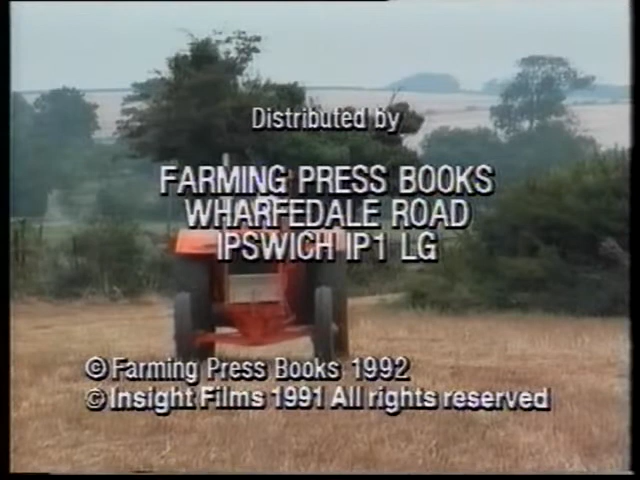 Distributed by
FARMING PRESS BOOKS
WHARFEDALE ROAD
IPSWICH IP1 LG
© Farming Press Books 1992
© Insight Films 1991 All rights reserved